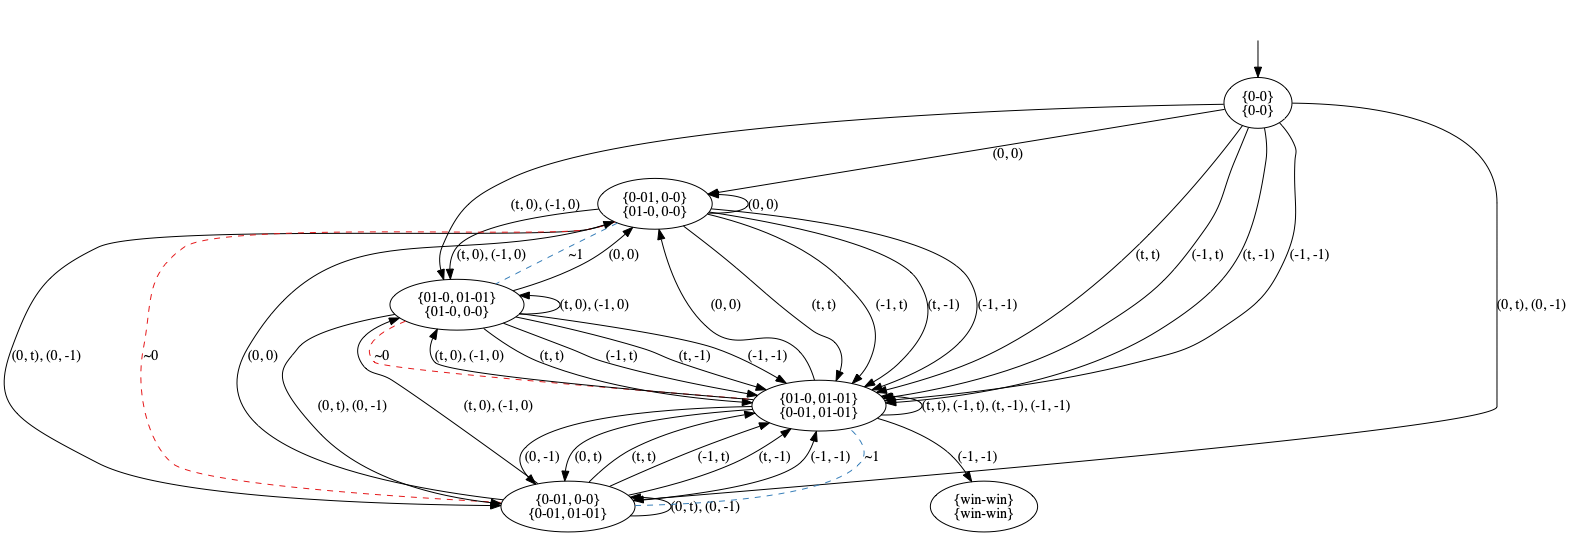 {0-0}
{0-0}
(0, 0)
{0-01, 0-0}
{01-0, 0-0}
(t, 0), (-1, 0)
(0, 0)
(t, 0), (-1, 0)
~1
(0, 0)
(t, t)
(-1, t)
(t, -1)
(-1, -1)
{01-0, 01-01}
{01-0, 0-0}
(t, 0), (-1, 0)
(0, 0)
(t, t)
(-1, t)
(t, -1)
(-1, -1)
(0, t), (0, -1)
(0, t), (0, -1)
~0
(0, 0)
~0
(t, 0), (-1, 0)
(t, t)
(-1, t)
(t, -1)
(-1, -1)
{01-0, 01-01}
{0-01, 01-01}
(0, t), (0, -1)
(t, 0), (-1, 0)
(t, t), (-1, t), (t, -1), (-1, -1)
(0, -1)
(0, t)
(t, t)
(-1, t)
(t, -1)
(-1, -1)
~1
(-1, -1)
{0-01, 0-0}
{0-01, 01-01}
(0, t), (0, -1)
{win-win}
{win-win}